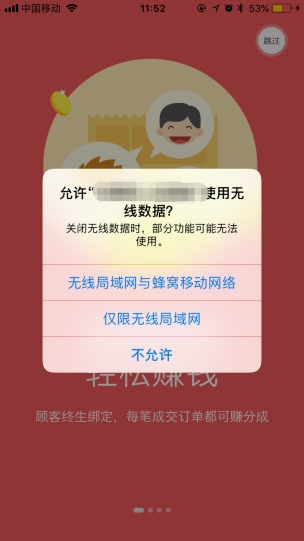 中国移动
11:52
53%
跳过
允许“使用无
线数据？
关闭无线数据时，部分功能可能无法
使用。
无线局域网与蜂窝移动网络
仅限无线局域网
不允许
轻松赚钱
顾客终生绑定，每笔成交订单都可赚分成